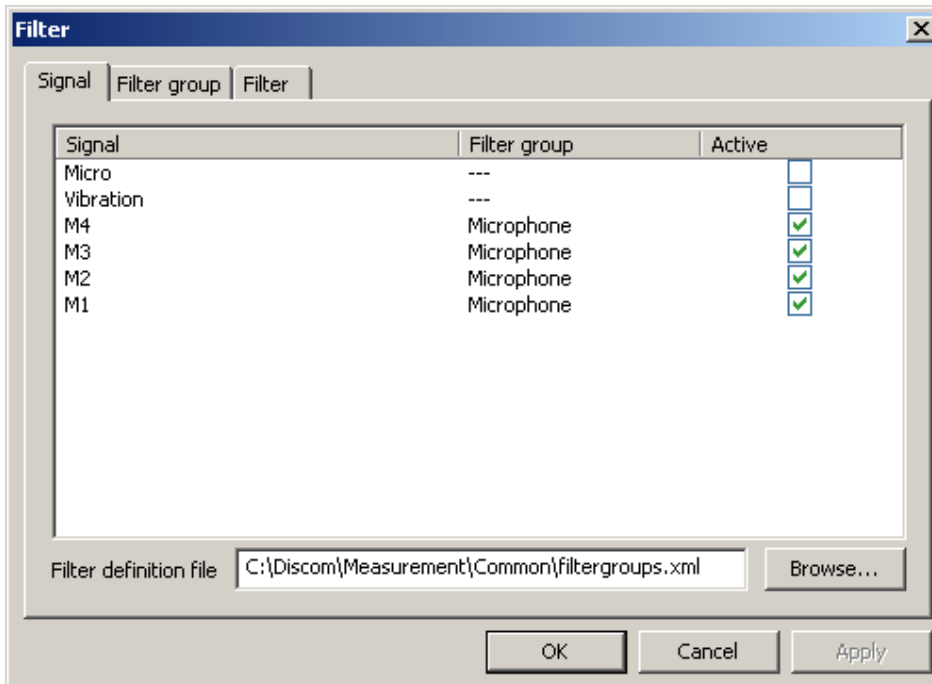 Filter
Signal Filter group Filter
Signal Filter group Active
Micro ---
Vibration ---
M4 Microphone
M3 Microphone
M2 Microphone
M1 Microphone
Filter definition file C:\Discom\Measurement\Common\filtergroups.xml Browse...
OK Cancel Apply